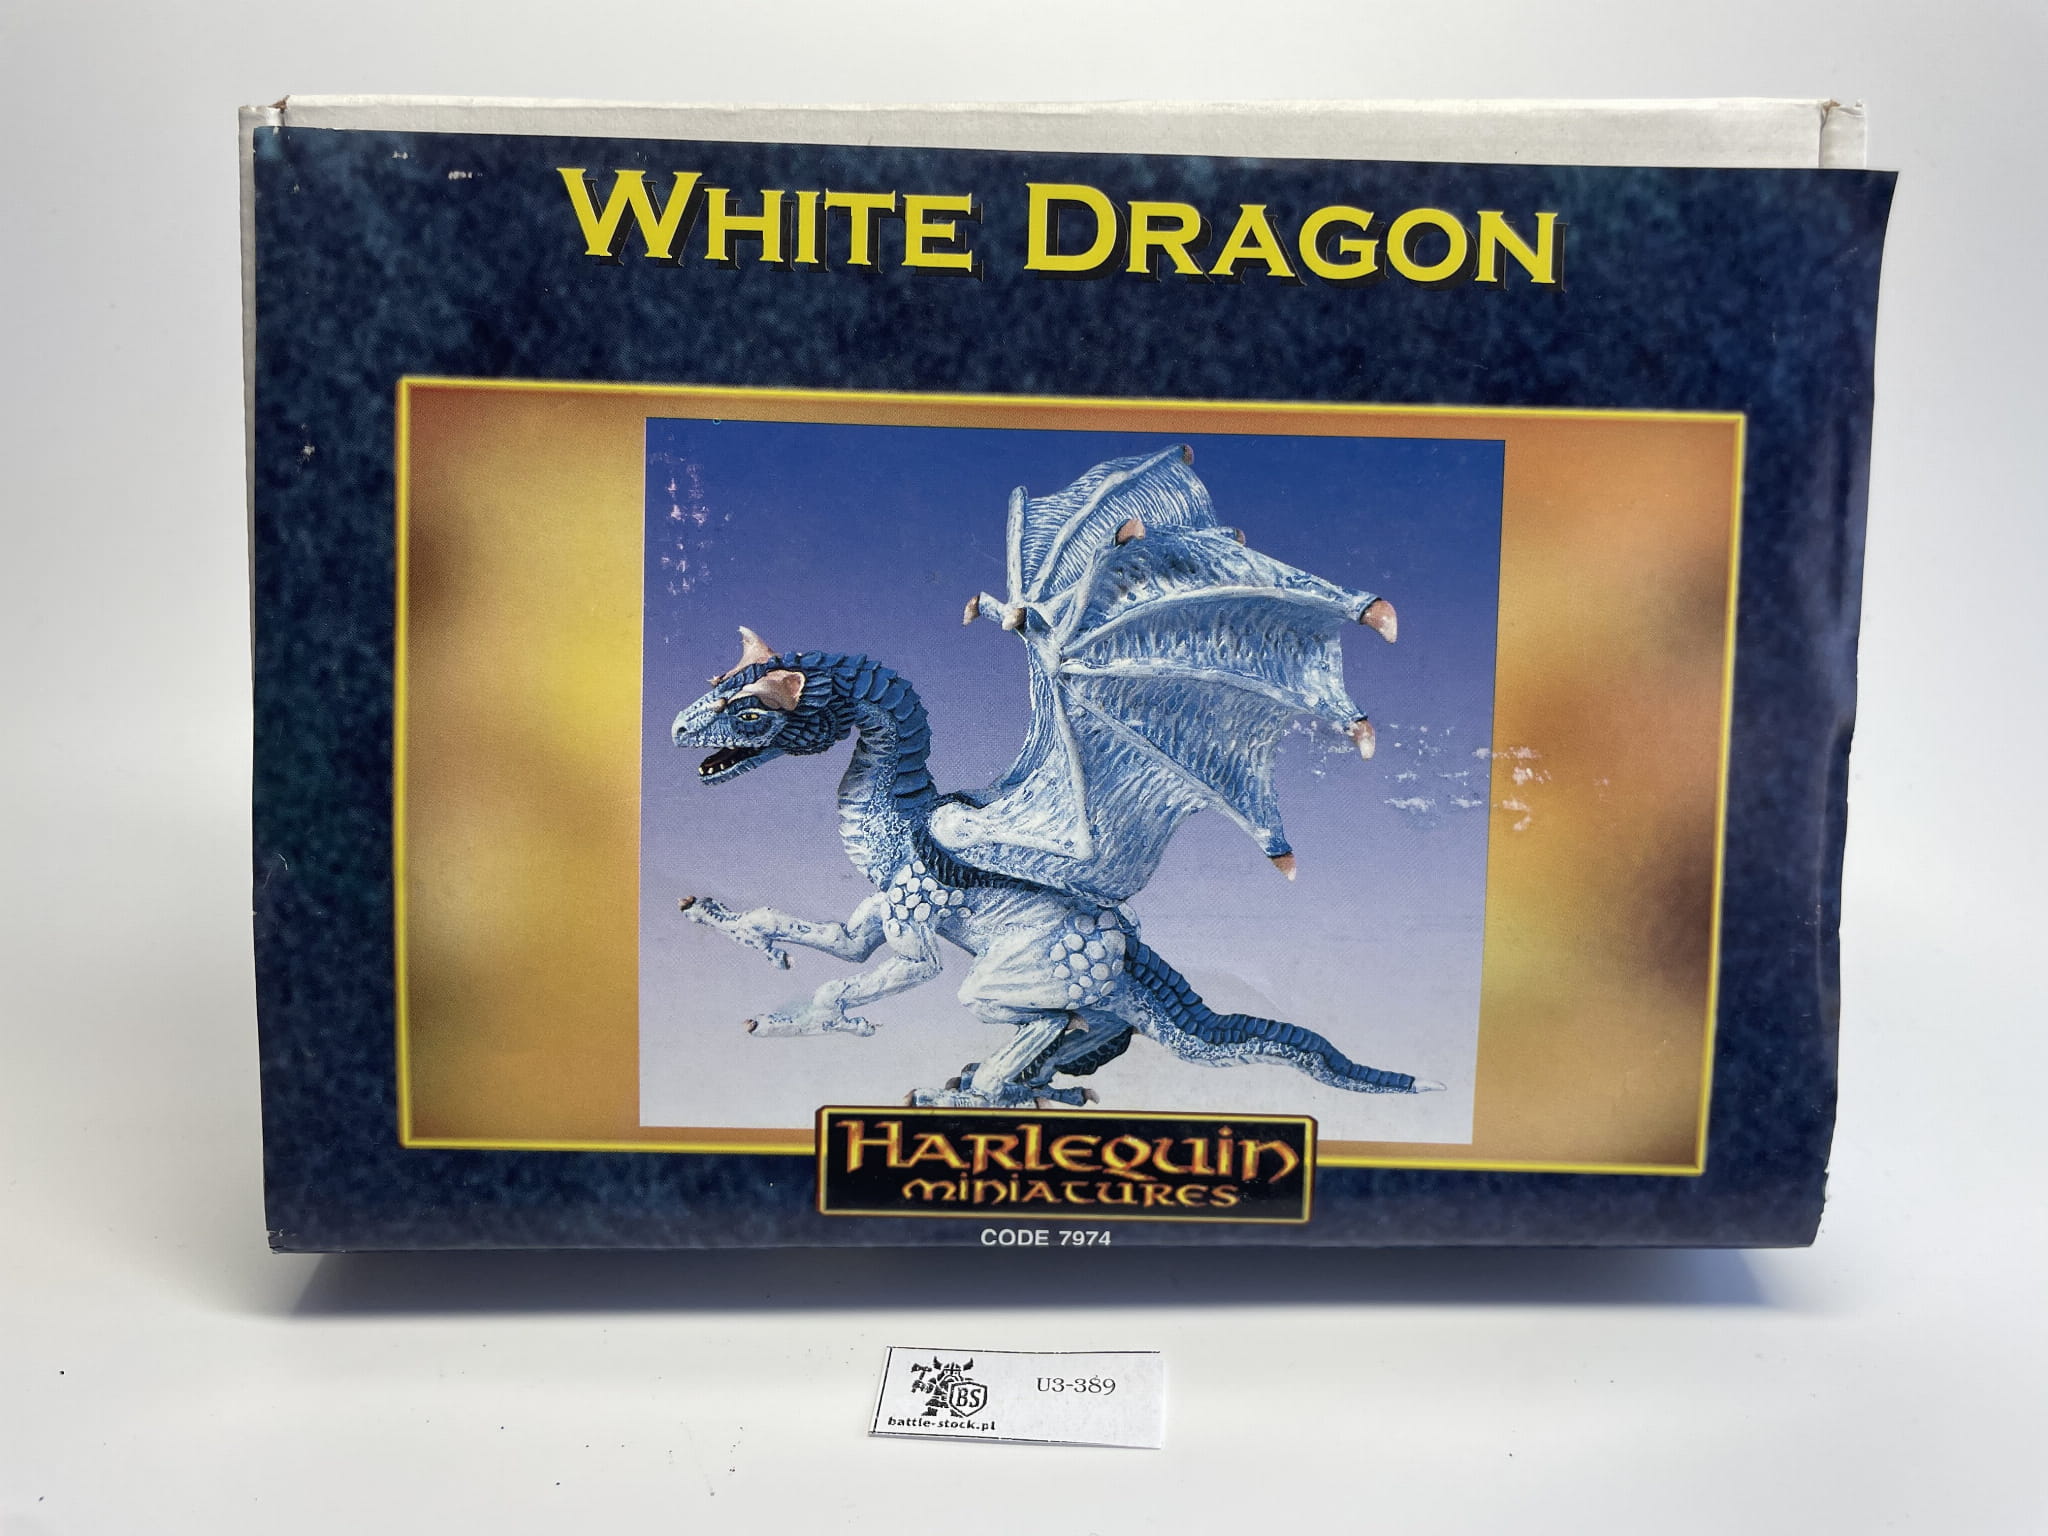 WHITE DRAGON
HARLEQUIN
MINIATURES
CODE 7974
BS
U3-389
battle-stock.pl